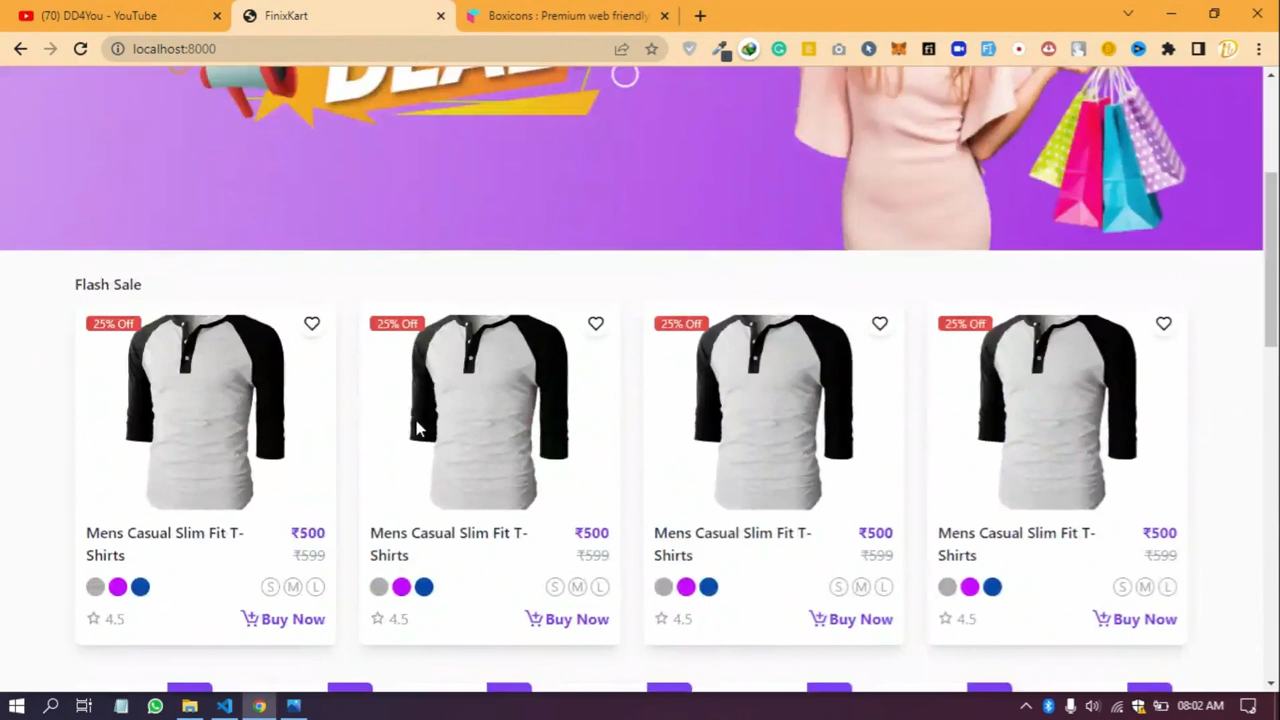 (70) DD4You - YouTube
FinixKart
Boxicons : Premium web friendly
localhost:8000
DEAL
Flash Sale
25% Off
25% Off
25% Off
25% Off
Mens Casual Slim Fit T-
Shirts
₹500
₹599
Mens Casual Slim Fit T-
Shirts
₹500
₹599
Mens Casual Slim Fit T-
Shirts
₹500
₹599
Mens Casual Slim Fit T-
Shirts
₹500
₹599
S M L
S M L
S M L
S M L
4.5 Buy Now
4.5 Buy Now
4.5 Buy Now
4.5 Buy Now
08:02 AM